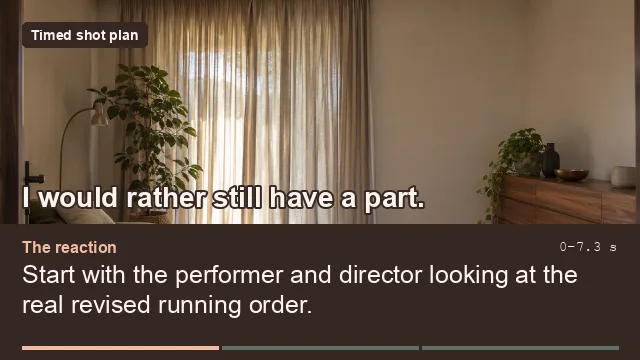 Timed shot plan
I would rather still have a part.
The reaction
0–7.3 s
Start with the performer and director looking at the
real revised running order.